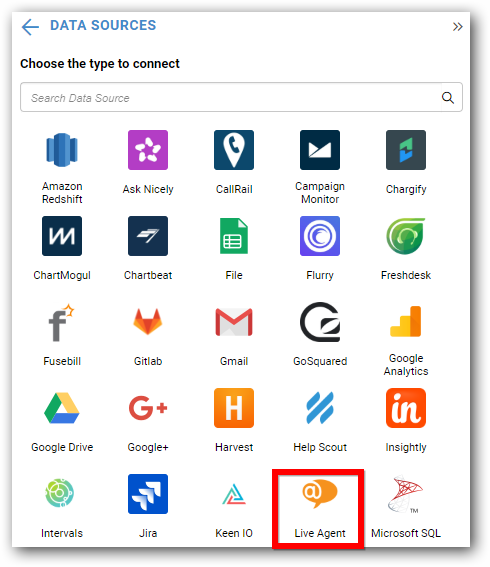 DATA SOURCES
Choose the type to connect
Search Data Source
Amazon
Redshift
Ask Nicely
CallRail
Campaign
Monitor
Chargify
ChartMogul
Chartbeat
File
Flurry
Freshdesk
Fusebill
Gitlab
Gmail
GoSquared
Google
Analytics
Google Drive
Google+
Harvest
Help Scout
Insightly
Intervals
Jira
Keen IO
Live Agent
Microsoft SQL